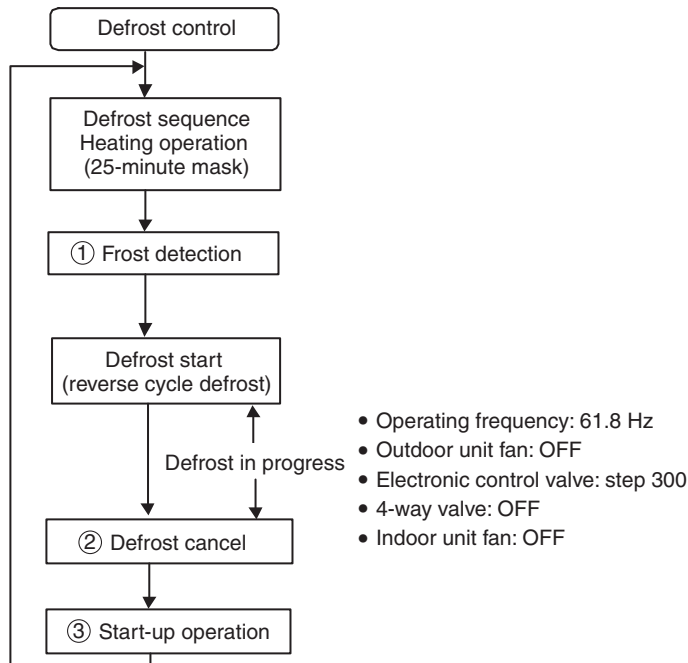 Defrost control
Defrost sequence
Heating operation
(25-minute mask)
① Frost detection
Defrost start
(reverse cycle defrost)
Defrost in progress
• Operating frequency: 61.8 Hz
• Outdoor unit fan: OFF
• Electronic control valve: step 300
• 4-way valve: OFF
• Indoor unit fan: OFF
② Defrost cancel
③ Start-up operation